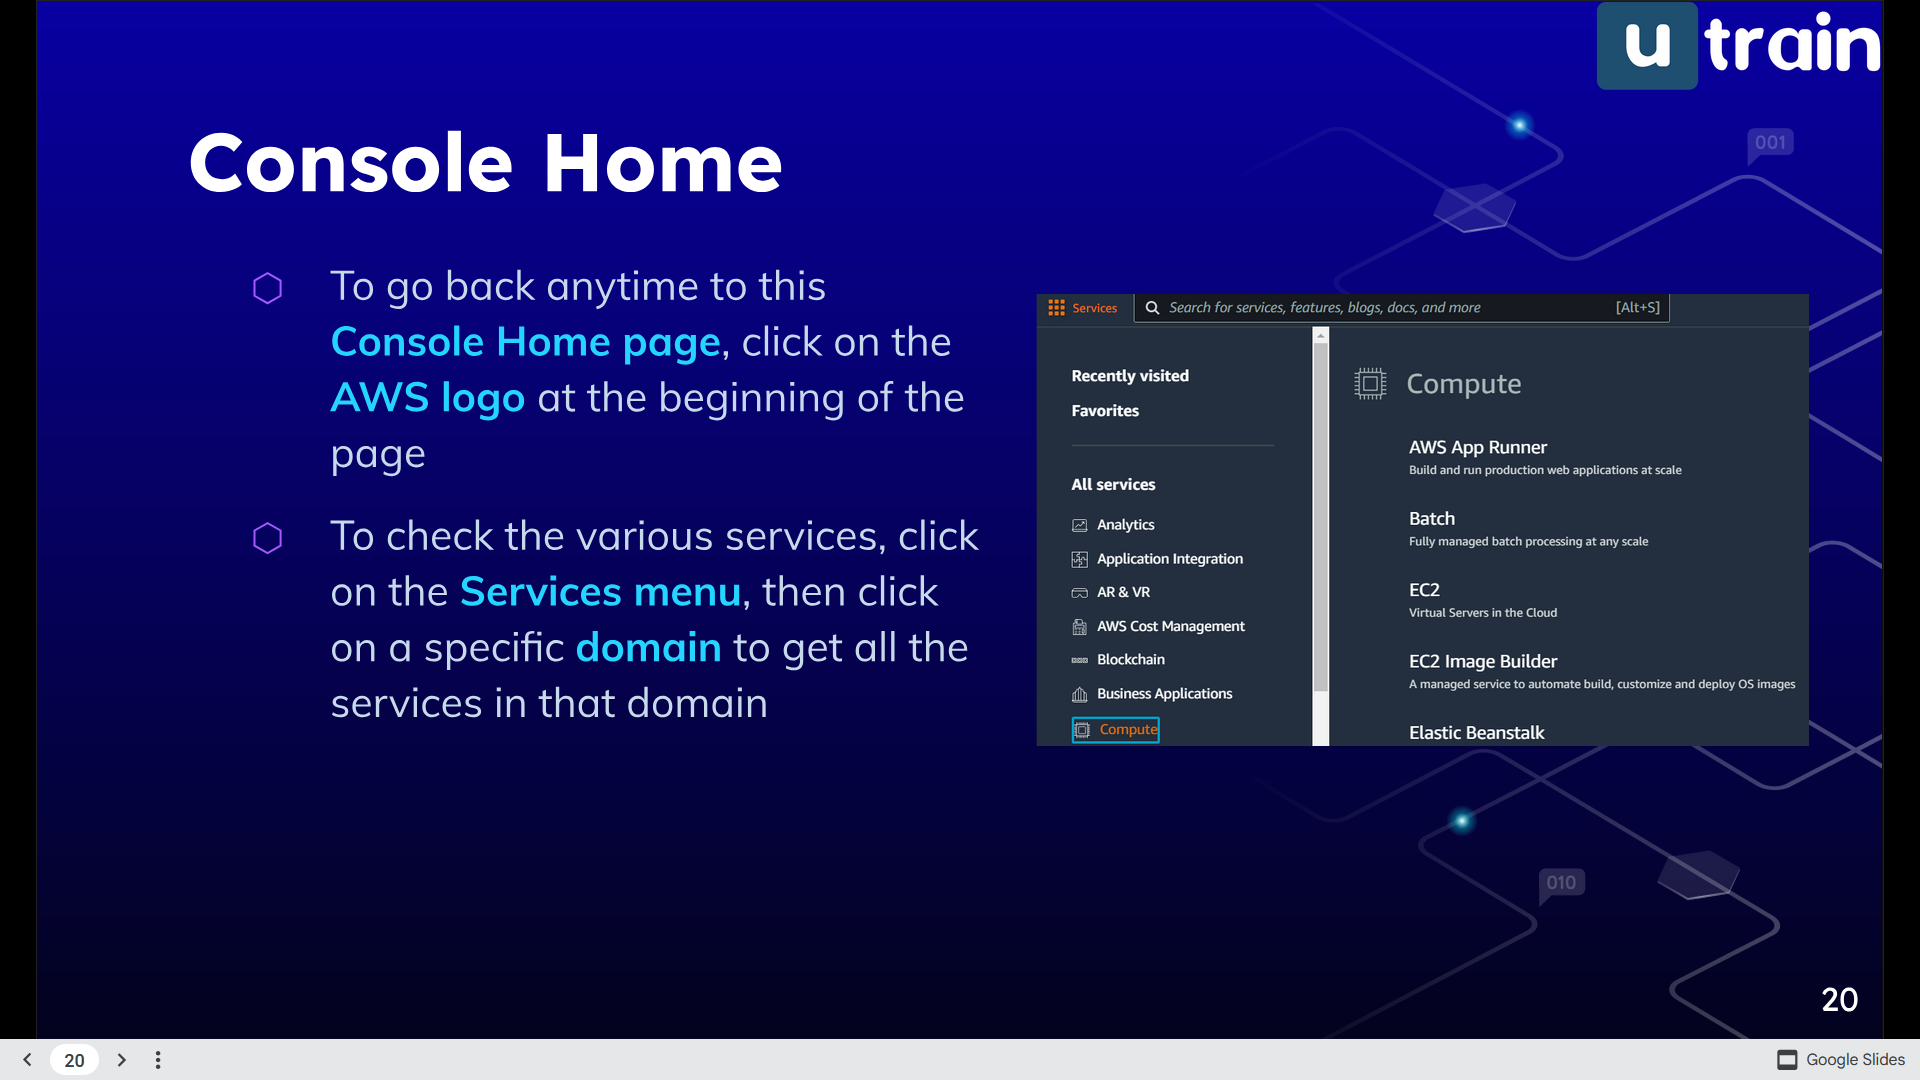 u train
001
Console Home
To go back anytime to this
Console Home page, click on the
AWS logo at the beginning of the
page
To check the various services, click
on the Services menu, then click
on a specific domain to get all the
services in that domain
Services
Search for services, features, blogs, docs, and more
[Alt+S]
Recently visited
Favorites
All services
Analytics
Application Integration
AR & VR
AWS Cost Management
Blockchain
Business Applications
Compute
Compute
AWS App Runner
Build and run production web applications at scale
Batch
Fully managed batch processing at any scale
EC2
Virtual Servers in the Cloud
EC2 Image Builder
A managed service to automate build, customize and deploy OS images
Elastic Beanstalk
010
20
20
Google Slides